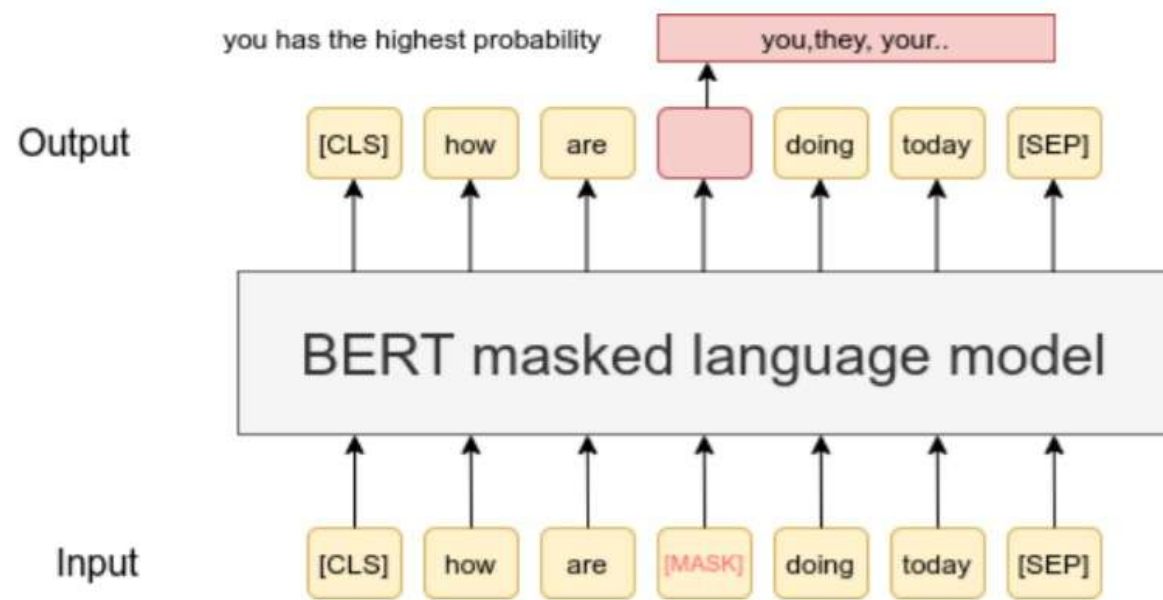 you has the highest probability you,they, your..
Output [CLS] how are doing today [SEP]
BERT masked language model
Input [CLS] how are [MASK] doing today [SEP]